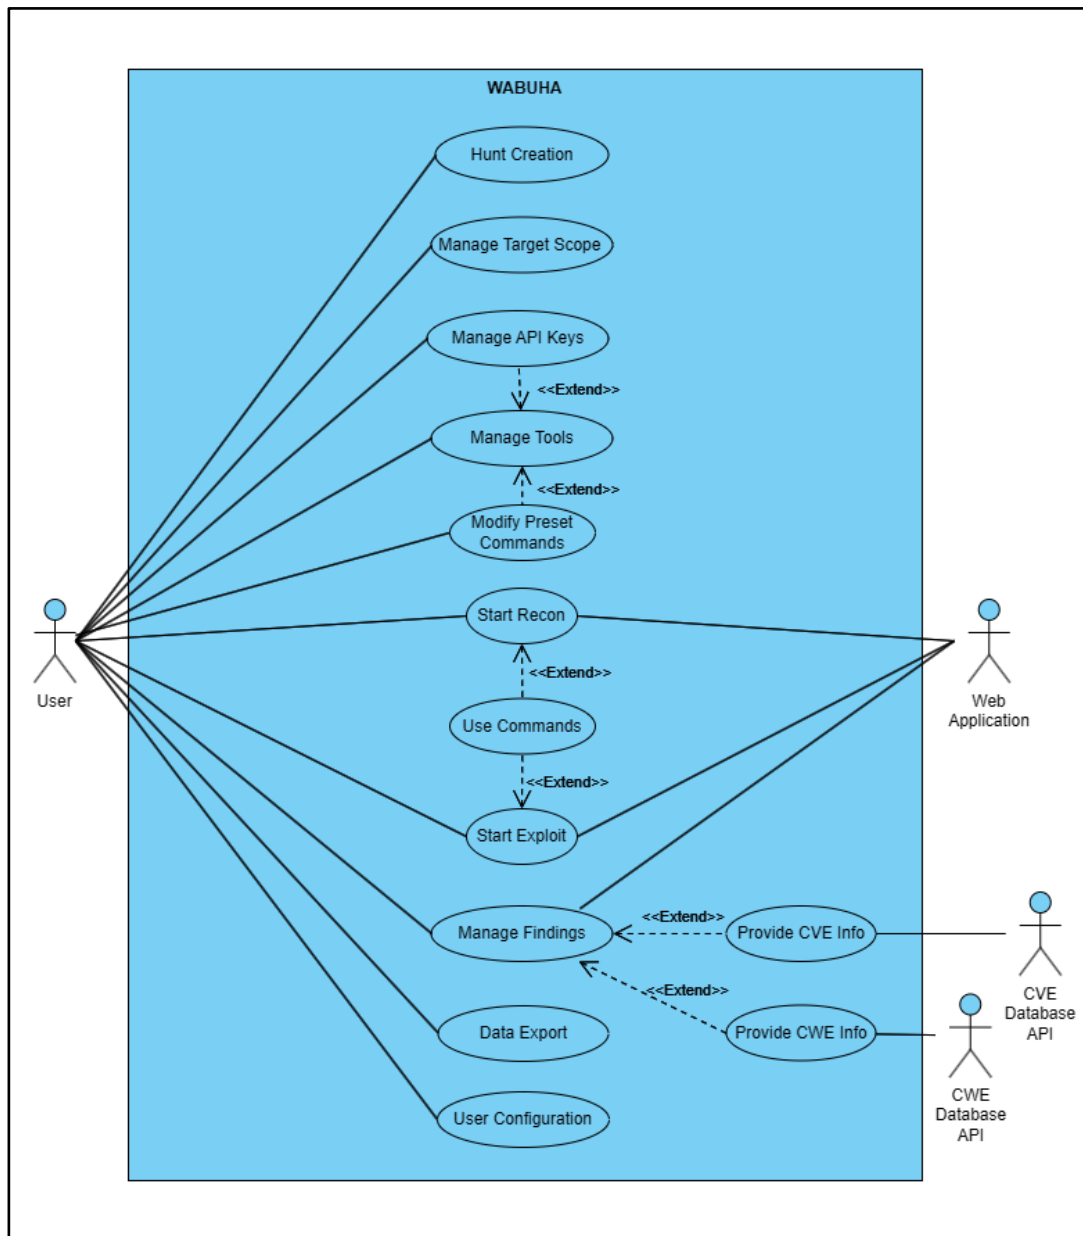 WABUHA
Hunt Creation
Manage Target Scope
Manage API Keys
<<Extend>>
Manage Tools
<<Extend>>
Modify Preset
Commands
Start Recon
<<Extend>>
Use Commands
<<Extend>>
Start Exploit
User
Web
Application
Manage Findings
<<Extend>>
Provide CVE Info
<<Extend>>
CVE
Database
API
Data Export
Provide CWE Info
CWE
Database
API
User Configuration